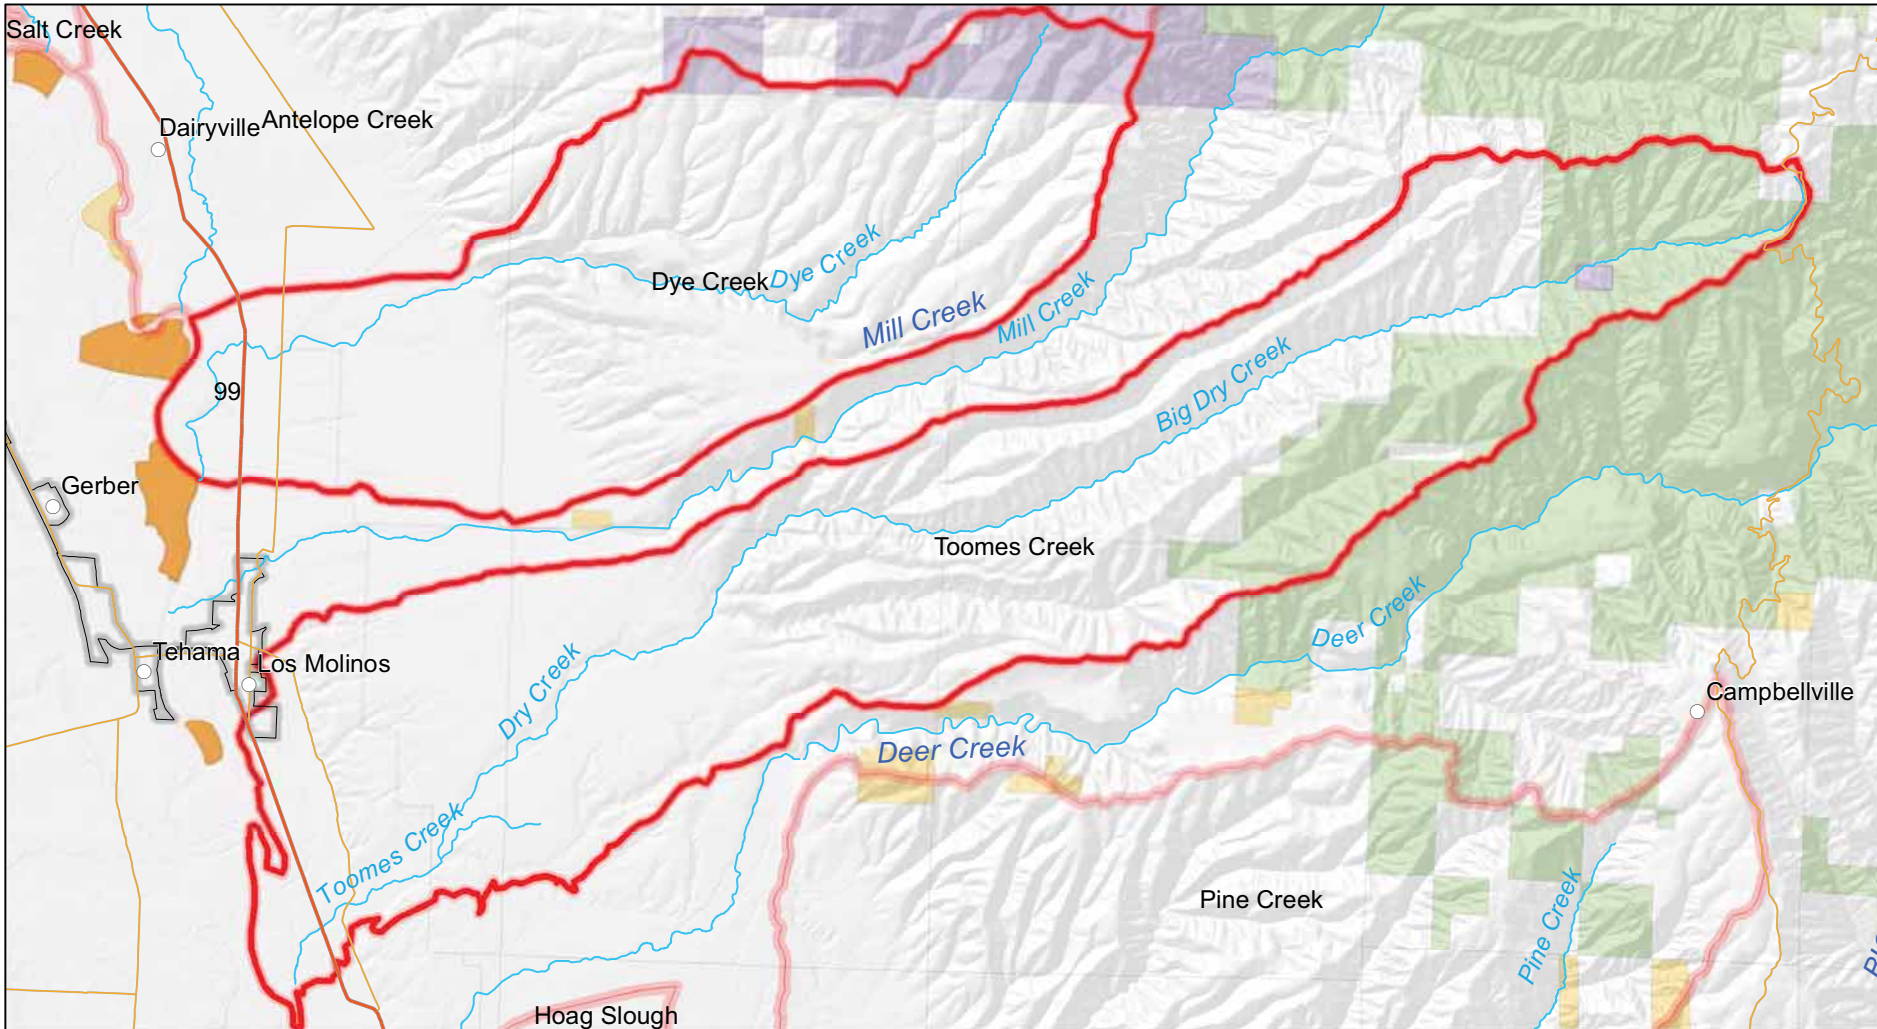 Salt Creek
Dairyville
Antelope Creek
Dye Creek
Dye Creek
Mill Creek
Mill Creek
99
Big Dry Creek
Gerber
Toomes Creek
Deer Creek
Tehama
Los Molinos
Dry Creek
Campbellville
Deer Creek
Toomes Creek
Pine Creek
Pine Creek
Hoag Slough